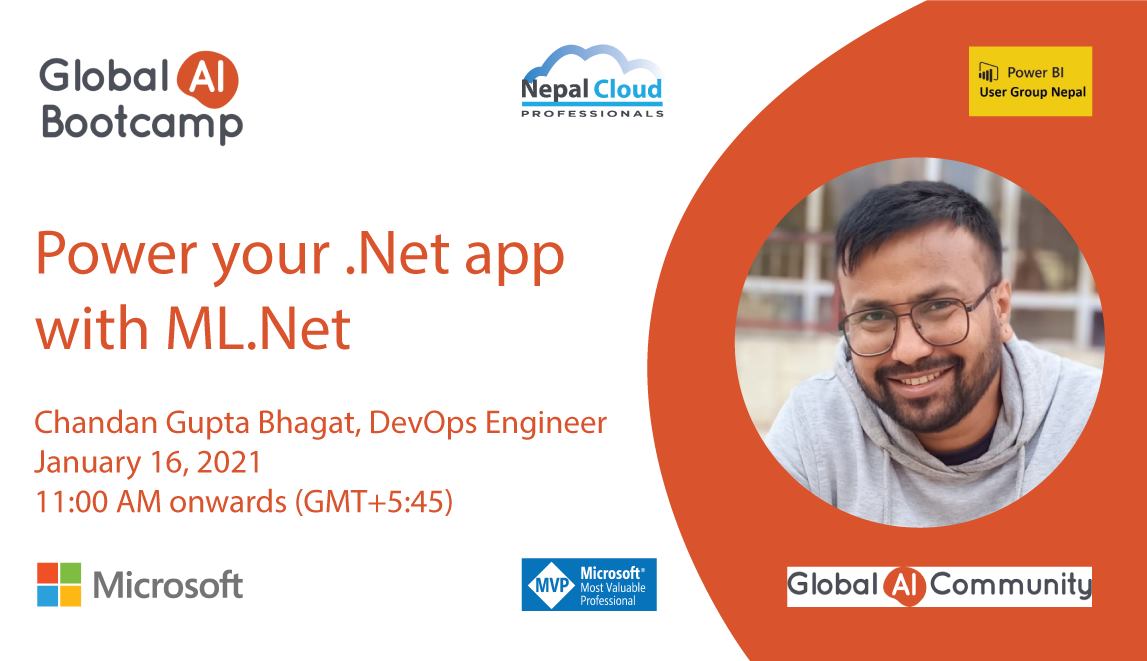 Global AI
Bootcamp
Nepal Cloud
PROFESSIONALS
Power BI
User Group Nepal
Power your .Net app
with ML.Net
Chandan Gupta Bhagat, DevOps Engineer
January 16, 2021
11:00 AM onwards (GMT+5:45)
Microsoft
MVP
Microsoft®
Most Valuable
Professional
Global AI Community